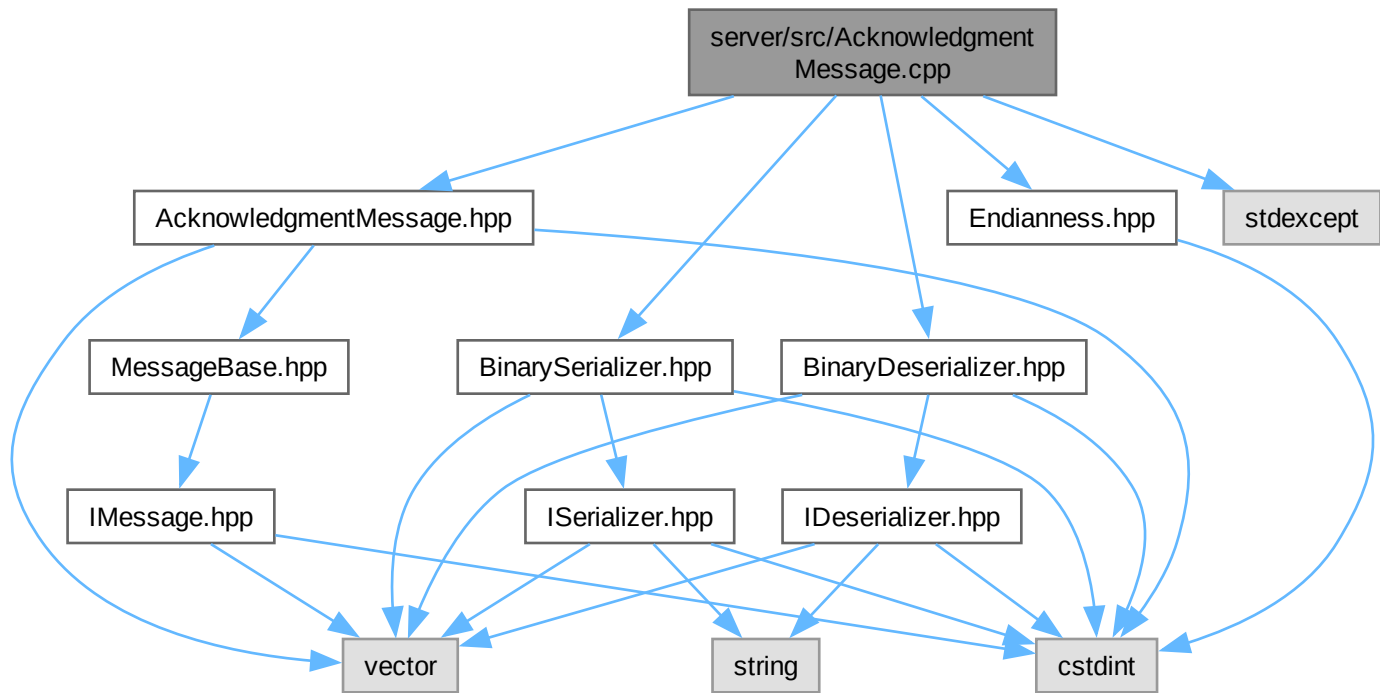 server/src/Acknowledgment
Message.cpp
AcknowledgmentMessage.hpp
Endianness.hpp
stdexcept
MessageBase.hpp
BinarySerializer.hpp
BinaryDeserializer.hpp
IMessage.hpp
ISerializer.hpp
IDeserializer.hpp
vector
string
cstdint